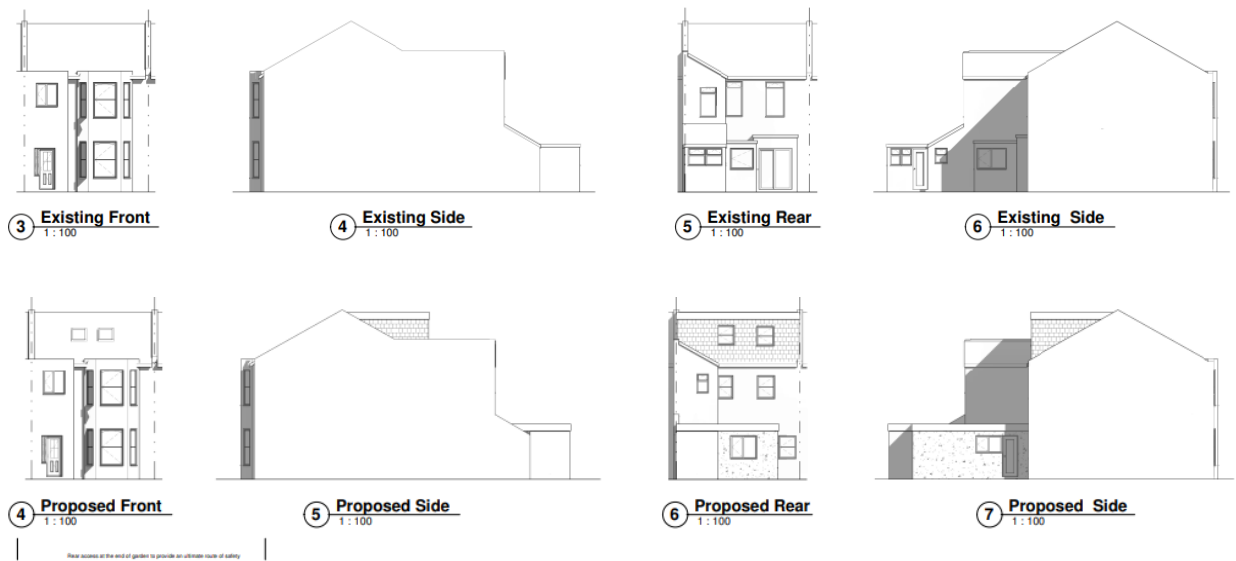 3 Existing Front
1 : 100
4 Existing Side
1 : 100
5 Existing Rear
1 : 100
6 Existing Side
1 : 100
4 Proposed Front
1 : 100
5 Proposed Side
1 : 100
6 Proposed Rear
1 : 100
7 Proposed Side
1 : 100
Rear access at the end of garden to provide an ultimate route of safety